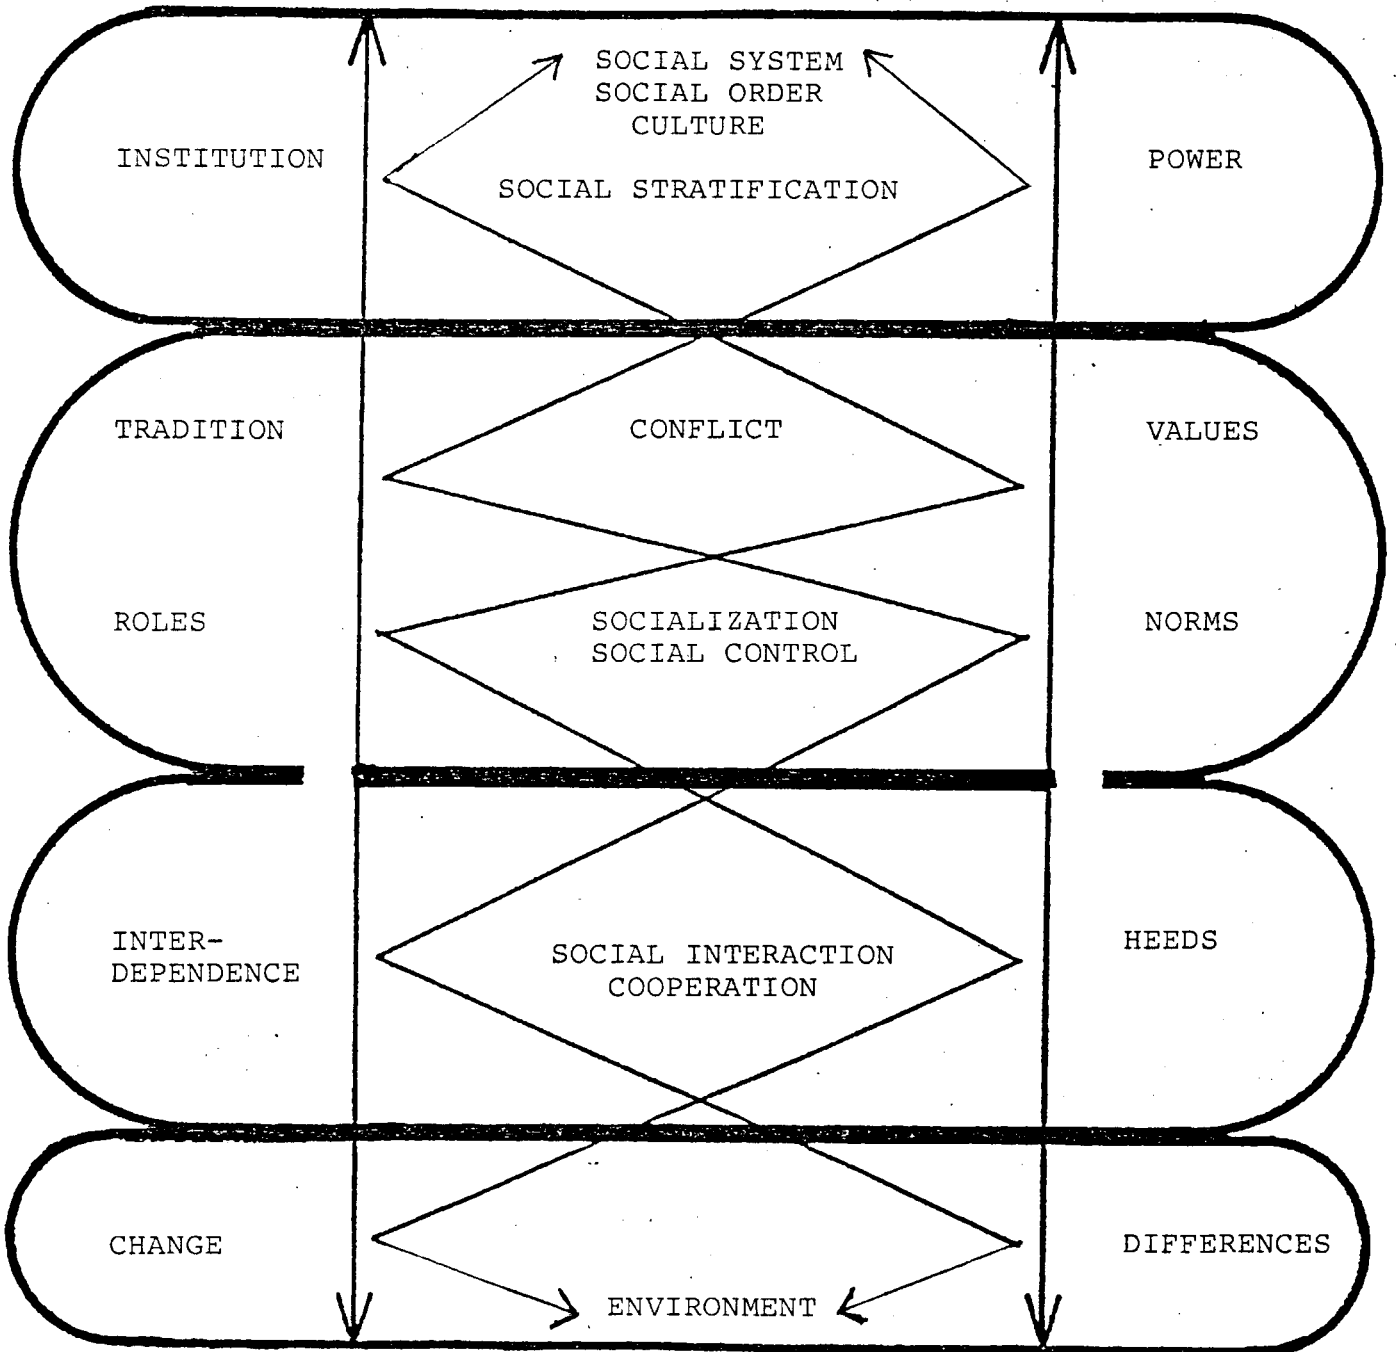 SOCIAL SYSTEM
SOCIAL ORDER
CULTURE
INSTITUTION
POWER
SOCIAL STRATIFICATION
TRADITION
CONFLICT
VALUES
ROLES
SOCIALIZATION
SOCIAL CONTROL
NORMS
INTER-
DEPENDENCE
SOCIAL INTERACTION
COOPERATION
HEEDS
CHANGE
DIFFERENCES
ENVIRONMENT